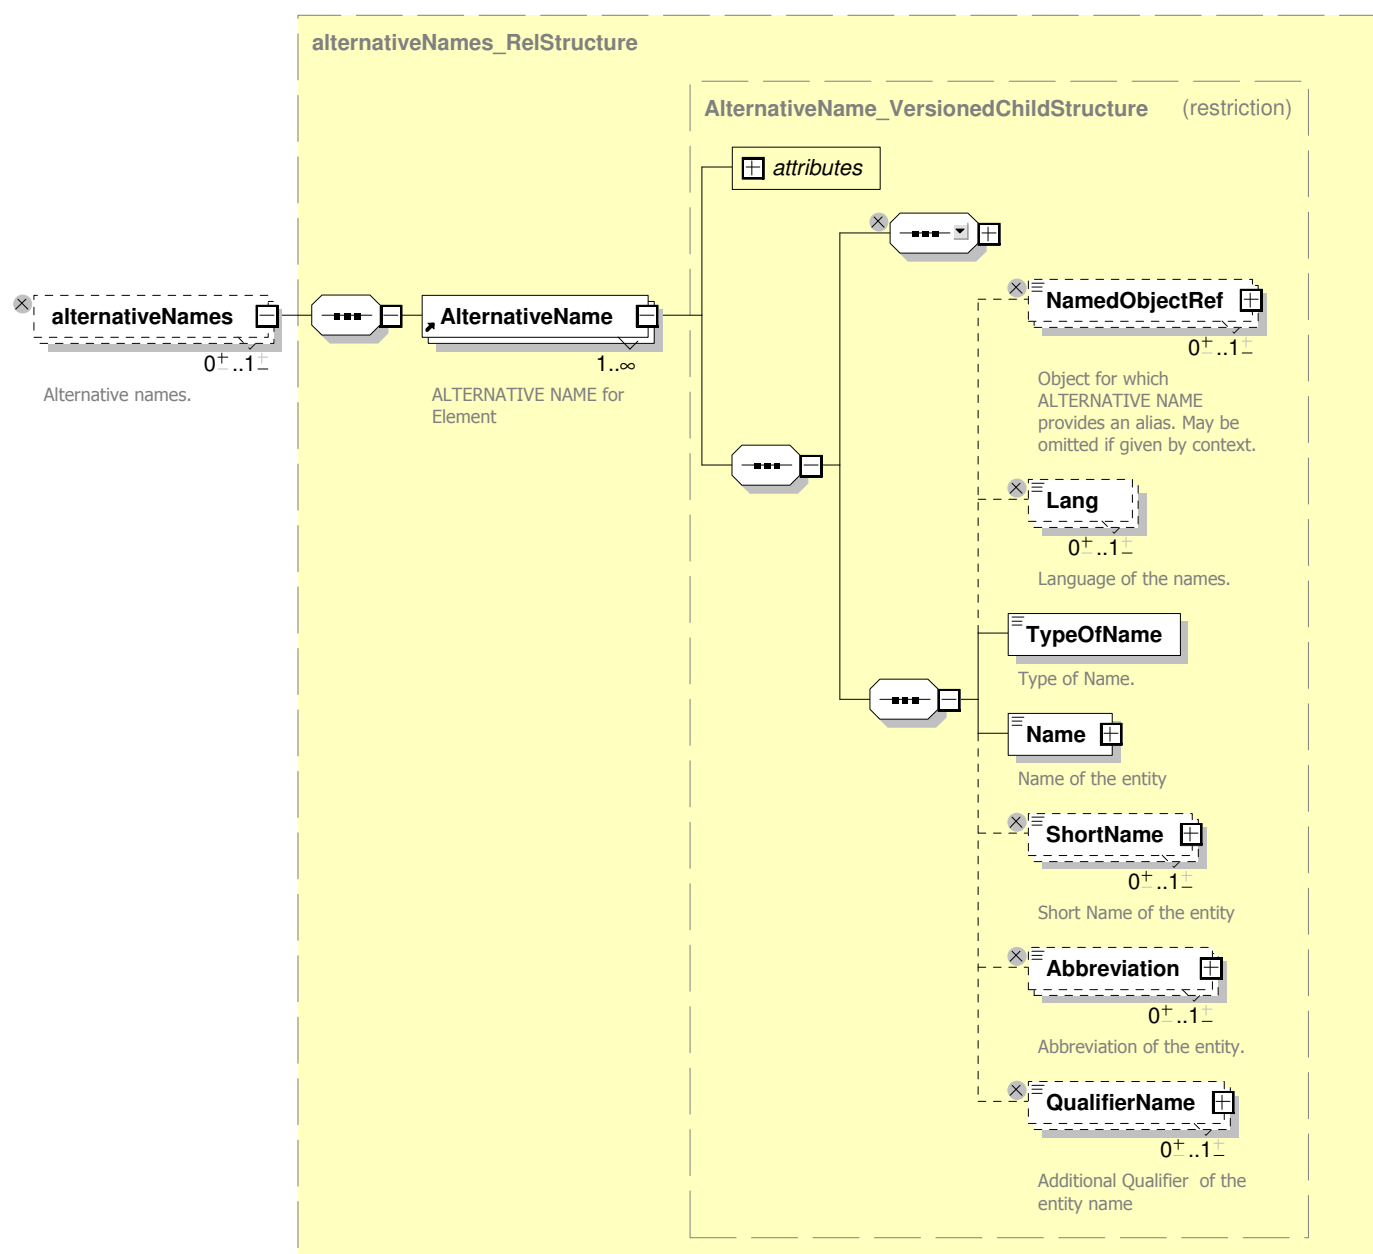 alternativeNames_RelStructure
AlternativeName_VersionedChildStructure (restriction)
attributes
NamedObjectRef
0±..1±
Object for which
ALTERNATIVE NAME
provides an alias. May be
omitted if given by context.
alternativeNames
0±..1±
Alternative names.
AlternativeName
1..∞
ALTERNATIVE NAME for
Element
Lang
0±..1±
Language of the names.
TypeOfName
Type of Name.
Name
Name of the entity
ShortName
0±..1±
Short Name of the entity
Abbreviation
0±..1±
Abbreviation of the entity.
QualifierName
0±..1±
Additional Qualifier  of the
entity name